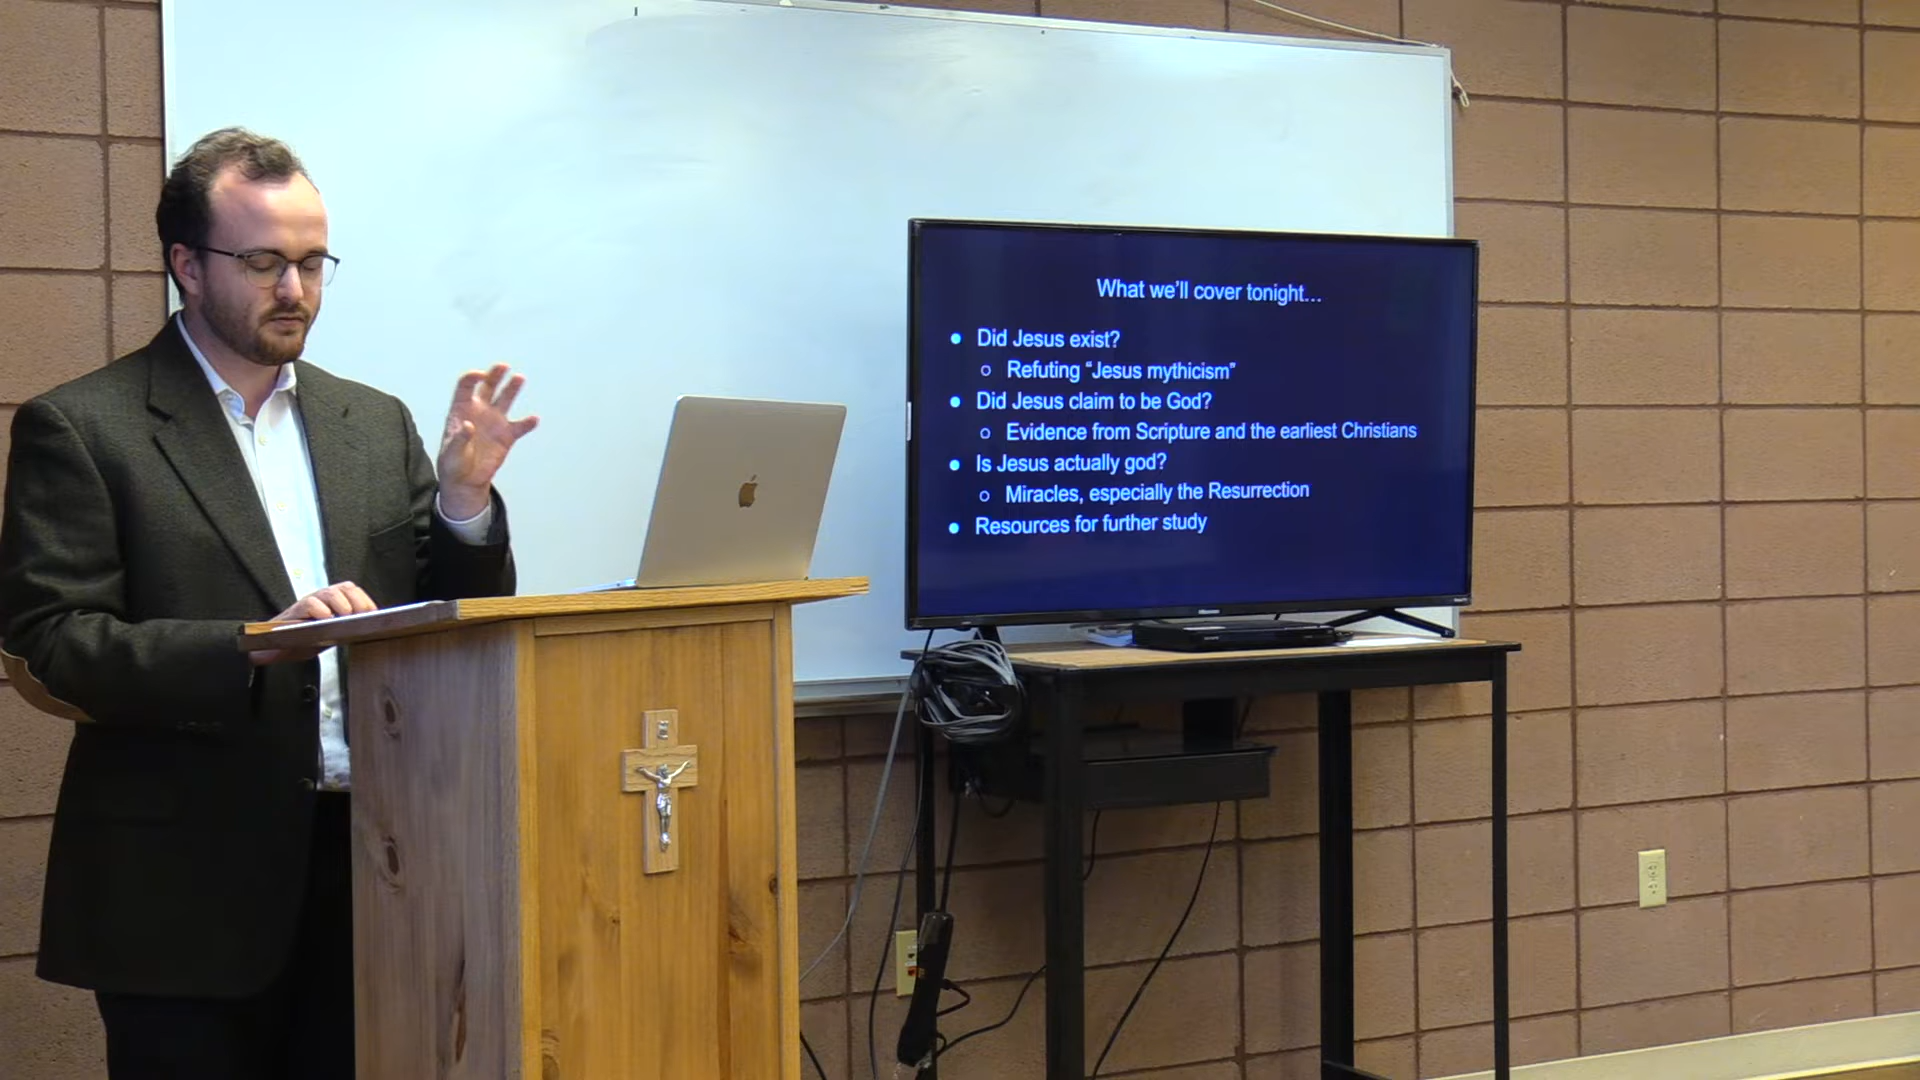 What we'll cover tonight...
● Did Jesus exist?
○ Refuting “Jesus mythicism”
● Did Jesus claim to be God?
○ Evidence from Scripture and the earliest Christians
● Is Jesus actually god?
○ Miracles, especially the Resurrection
● Resources for further study
Hisense